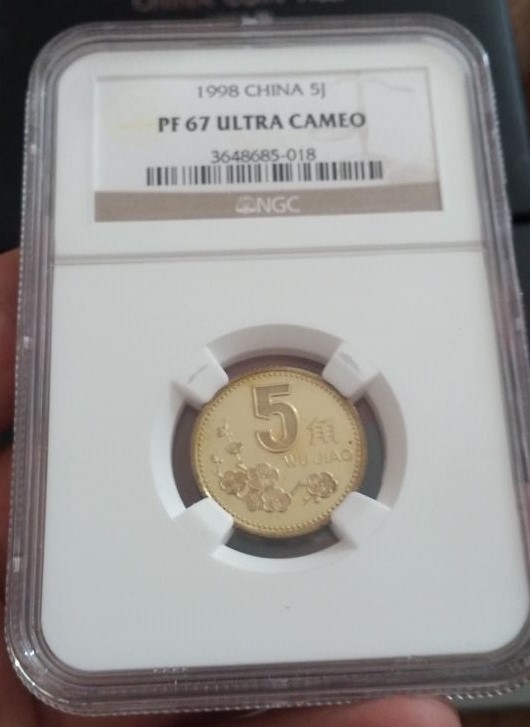 1998 CHINA 5J
PF 67 ULTRA CAMEO
3648685-018
NGC
5 角
WU JIAO